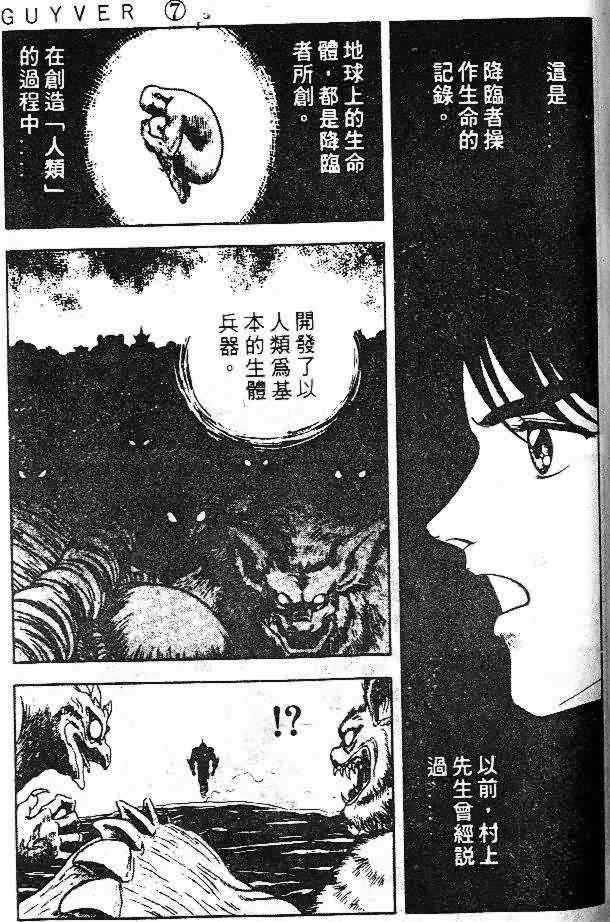 GUYVER ⑦
這是……
降臨者操
作生命的
記錄。
以前，村上
先生曾經説
過……
地球上的生命
體，都是降臨
者所創。
在創造「人類」
的過程中……
開發了以
人類爲基
本的生體
兵器。
!?